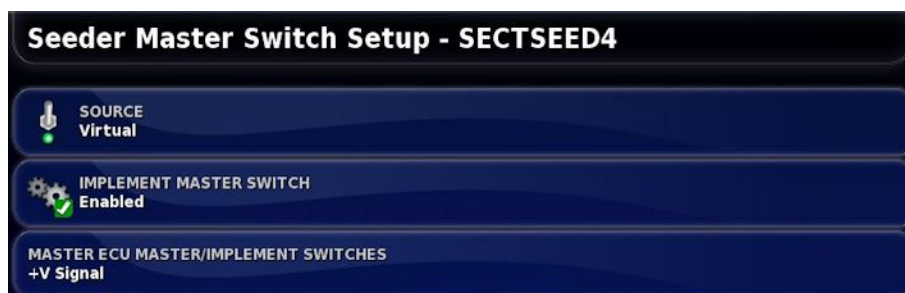 Seeder Master Switch Setup - SECTSEED4
SOURCE
Virtual
IMPLEMENT MASTER SWITCH
Enabled
MASTER ECU MASTER/IMPLEMENT SWITCHES
+V Signal